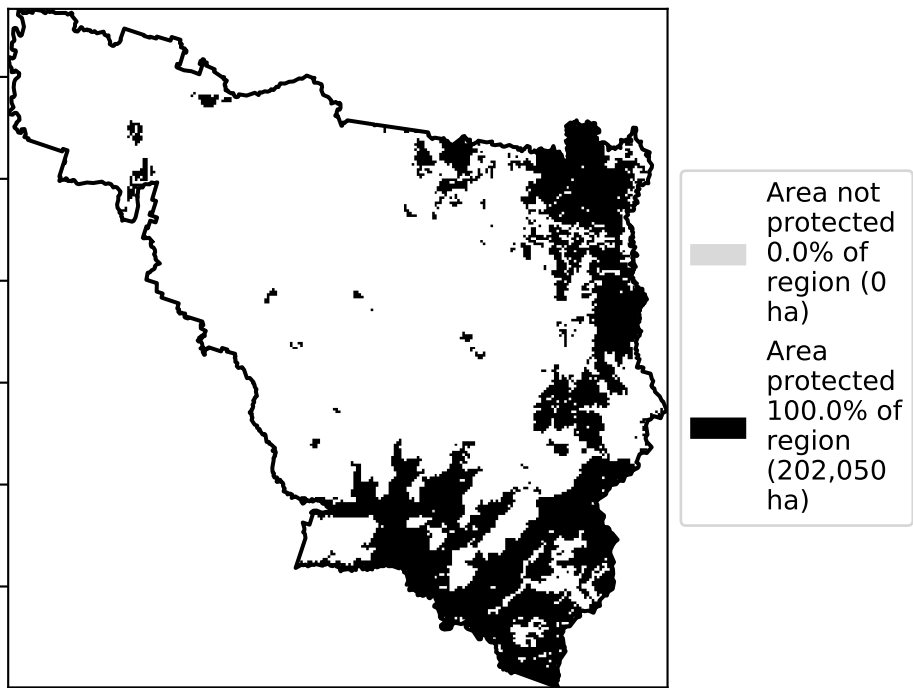 Area not
protected
0.0% of
region (0
ha)
Area
protected
100.0% of
region
(202,050
ha)